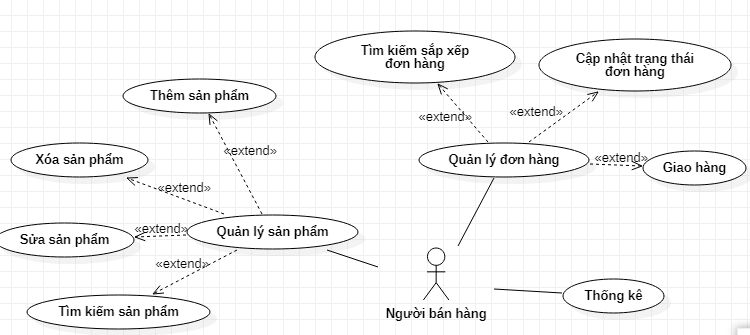 Tìm kiếm sắp xếp
đơn hàng
Cập nhật trạng thái
đơn hàng
Thêm sản phẩm
«extend»
«extend»
«extend»
Xóa sản phẩm
Quản lý đơn hàng
«extend»
Giao hàng
«extend»
Sửa sản phẩm
«extend»
Quản lý sản phẩm
«extend»
Tìm kiếm sản phẩm
Người bán hàng
Thống kê